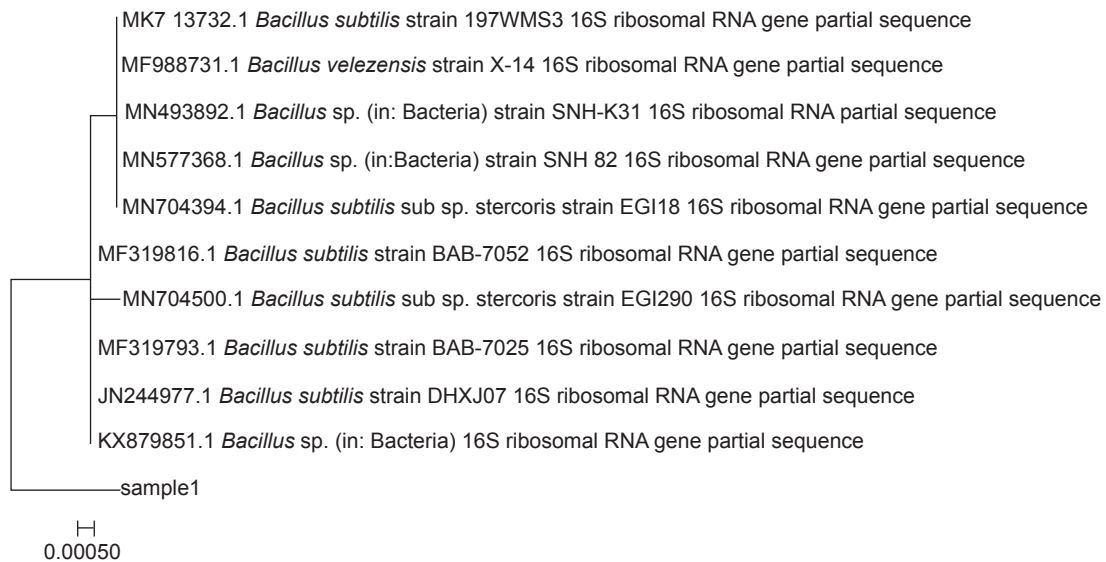 MK7 13732.1 Bacillus subtilis strain 197WMS3 16S ribosomal RNA gene partial sequence
MF988731.1 Bacillus velezensis strain X-14 16S ribosomal RNA gene partial sequence
MN493892.1 Bacillus sp. (in: Bacteria) strain SNH-K31 16S ribosomal RNA partial sequence
MN577368.1 Bacillus sp. (in:Bacteria) strain SNH 82 16S ribosomal RNA gene partial sequence
MN704394.1 Bacillus subtilis sub sp. stercoris strain EGI18 16S ribosomal RNA gene partial sequence
MF319816.1 Bacillus subtilis strain BAB-7052 16S ribosomal RNA gene partial sequence
MN704500.1 Bacillus subtilis sub sp. stercoris strain EGI290 16S ribosomal RNA gene partial sequence
MF319793.1 Bacillus subtilis strain BAB-7025 16S ribosomal RNA gene partial sequence
JN244977.1 Bacillus subtilis strain DHXJ07 16S ribosomal RNA gene partial sequence
KX879851.1 Bacillus sp. (in: Bacteria) 16S ribosomal RNA gene partial sequence
sample1
0.00050